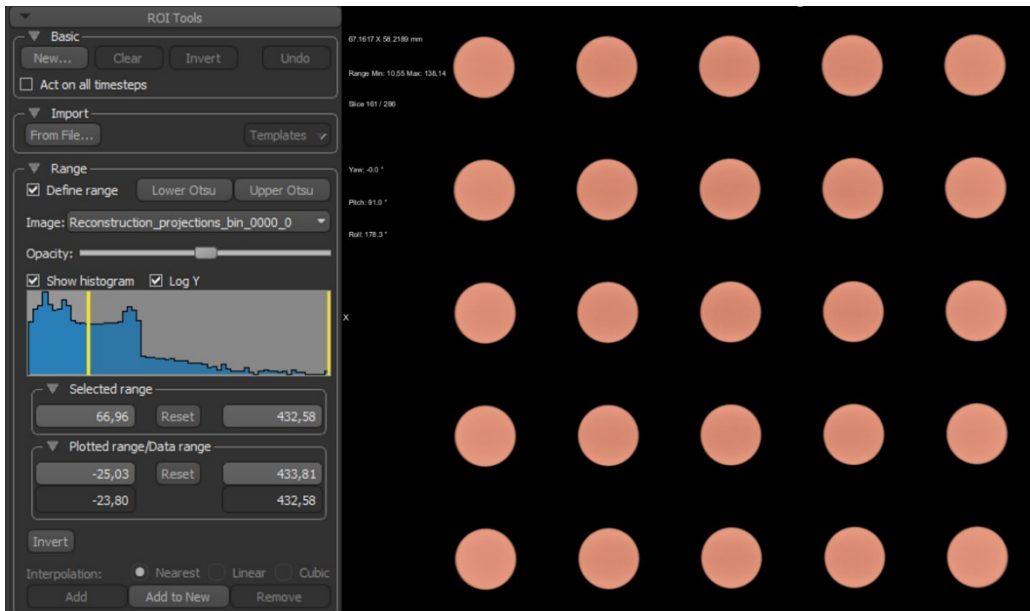 ROI Tools
Basic
New... Clear Invert Undo
Act on all timesteps
Import
From File... Templates
Range
Define range Lower Otsu Upper Otsu
Image: Reconstruction_projections_bin_0000_0
Opacity:
Show histogram Log Y
Selected range
66,96 Reset 432,58
Plotted range/Data range
-25,03 Reset 433,81
-23,80 432,58
Invert
Interpolation: Nearest Linear Cubic
Add Add to New Remove
67.1617 X 58.2189 mm
Range Min: 10,55 Max: 138,14
Slice 161 / 286
Yaw: -0.0 °
Pitch: 91.0 °
Roll: 178.3 °
X